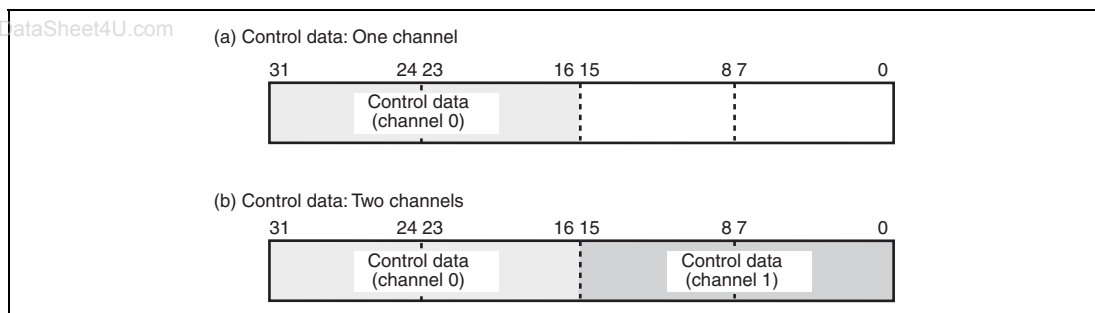 DataSheet4U.com
(a) Control data: One channel
31 24 23 16 15 8 7 0
Control data
(channel 0)
(b) Control data: Two channels
31 24 23 16 15 8 7 0
Control data Control data
(channel 0) (channel 1)